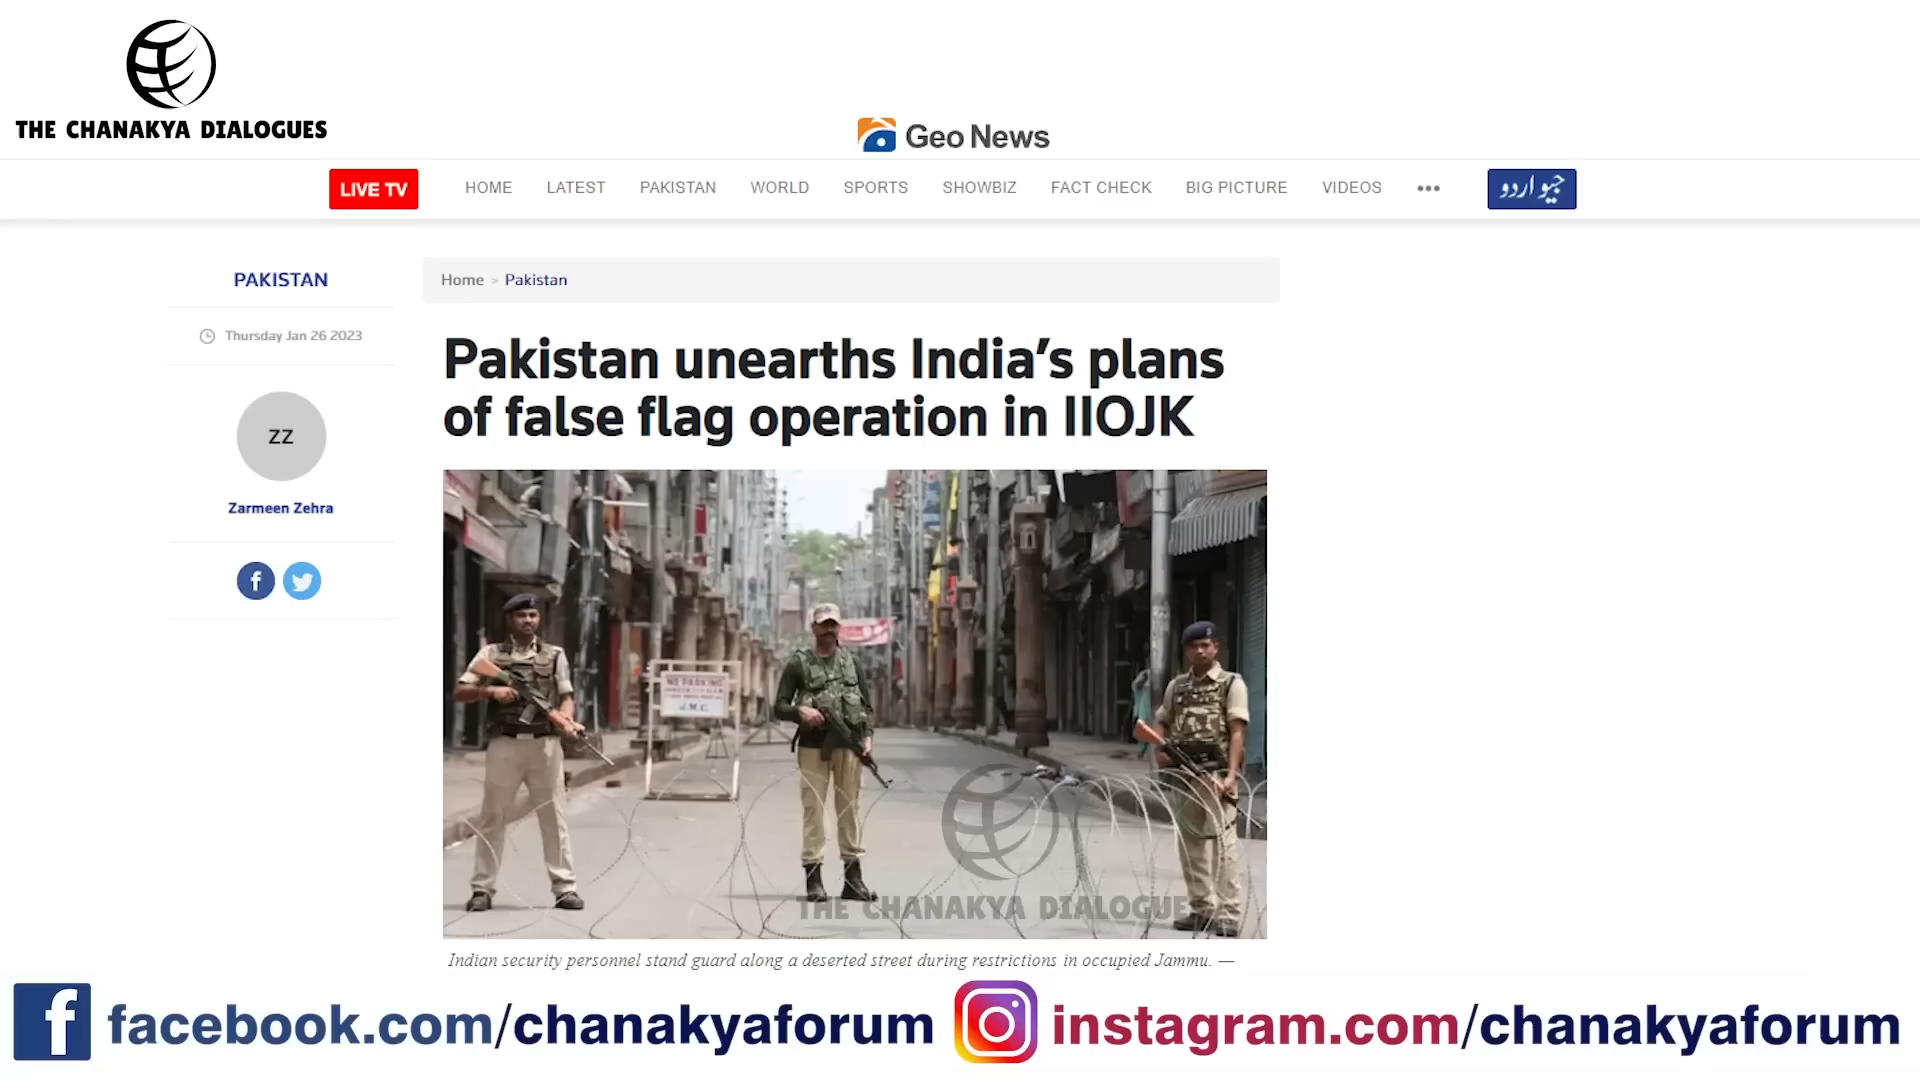 THE CHANAKYA DIALOGUES
Geo News
LIVE TV
HOME
LATEST
PAKISTAN
WORLD
SPORTS
SHOWBIZ
FACT CHECK
BIG PICTURE
VIDEOS
جیو اردو
PAKISTAN
Thursday Jan 26 2023
ZZ
Zarmeen Zehra
Home > Pakistan
Pakistan unearths India's plans
of false flag operation in IIOJK
NO PARKING
J.M.C
THE CHANAKYA DIALOGUE
Indian security personnel stand guard along a deserted street during restrictions in occupied Jammu. —
facebook.com/chanakyaforum
instagram.com/chanakyaforum